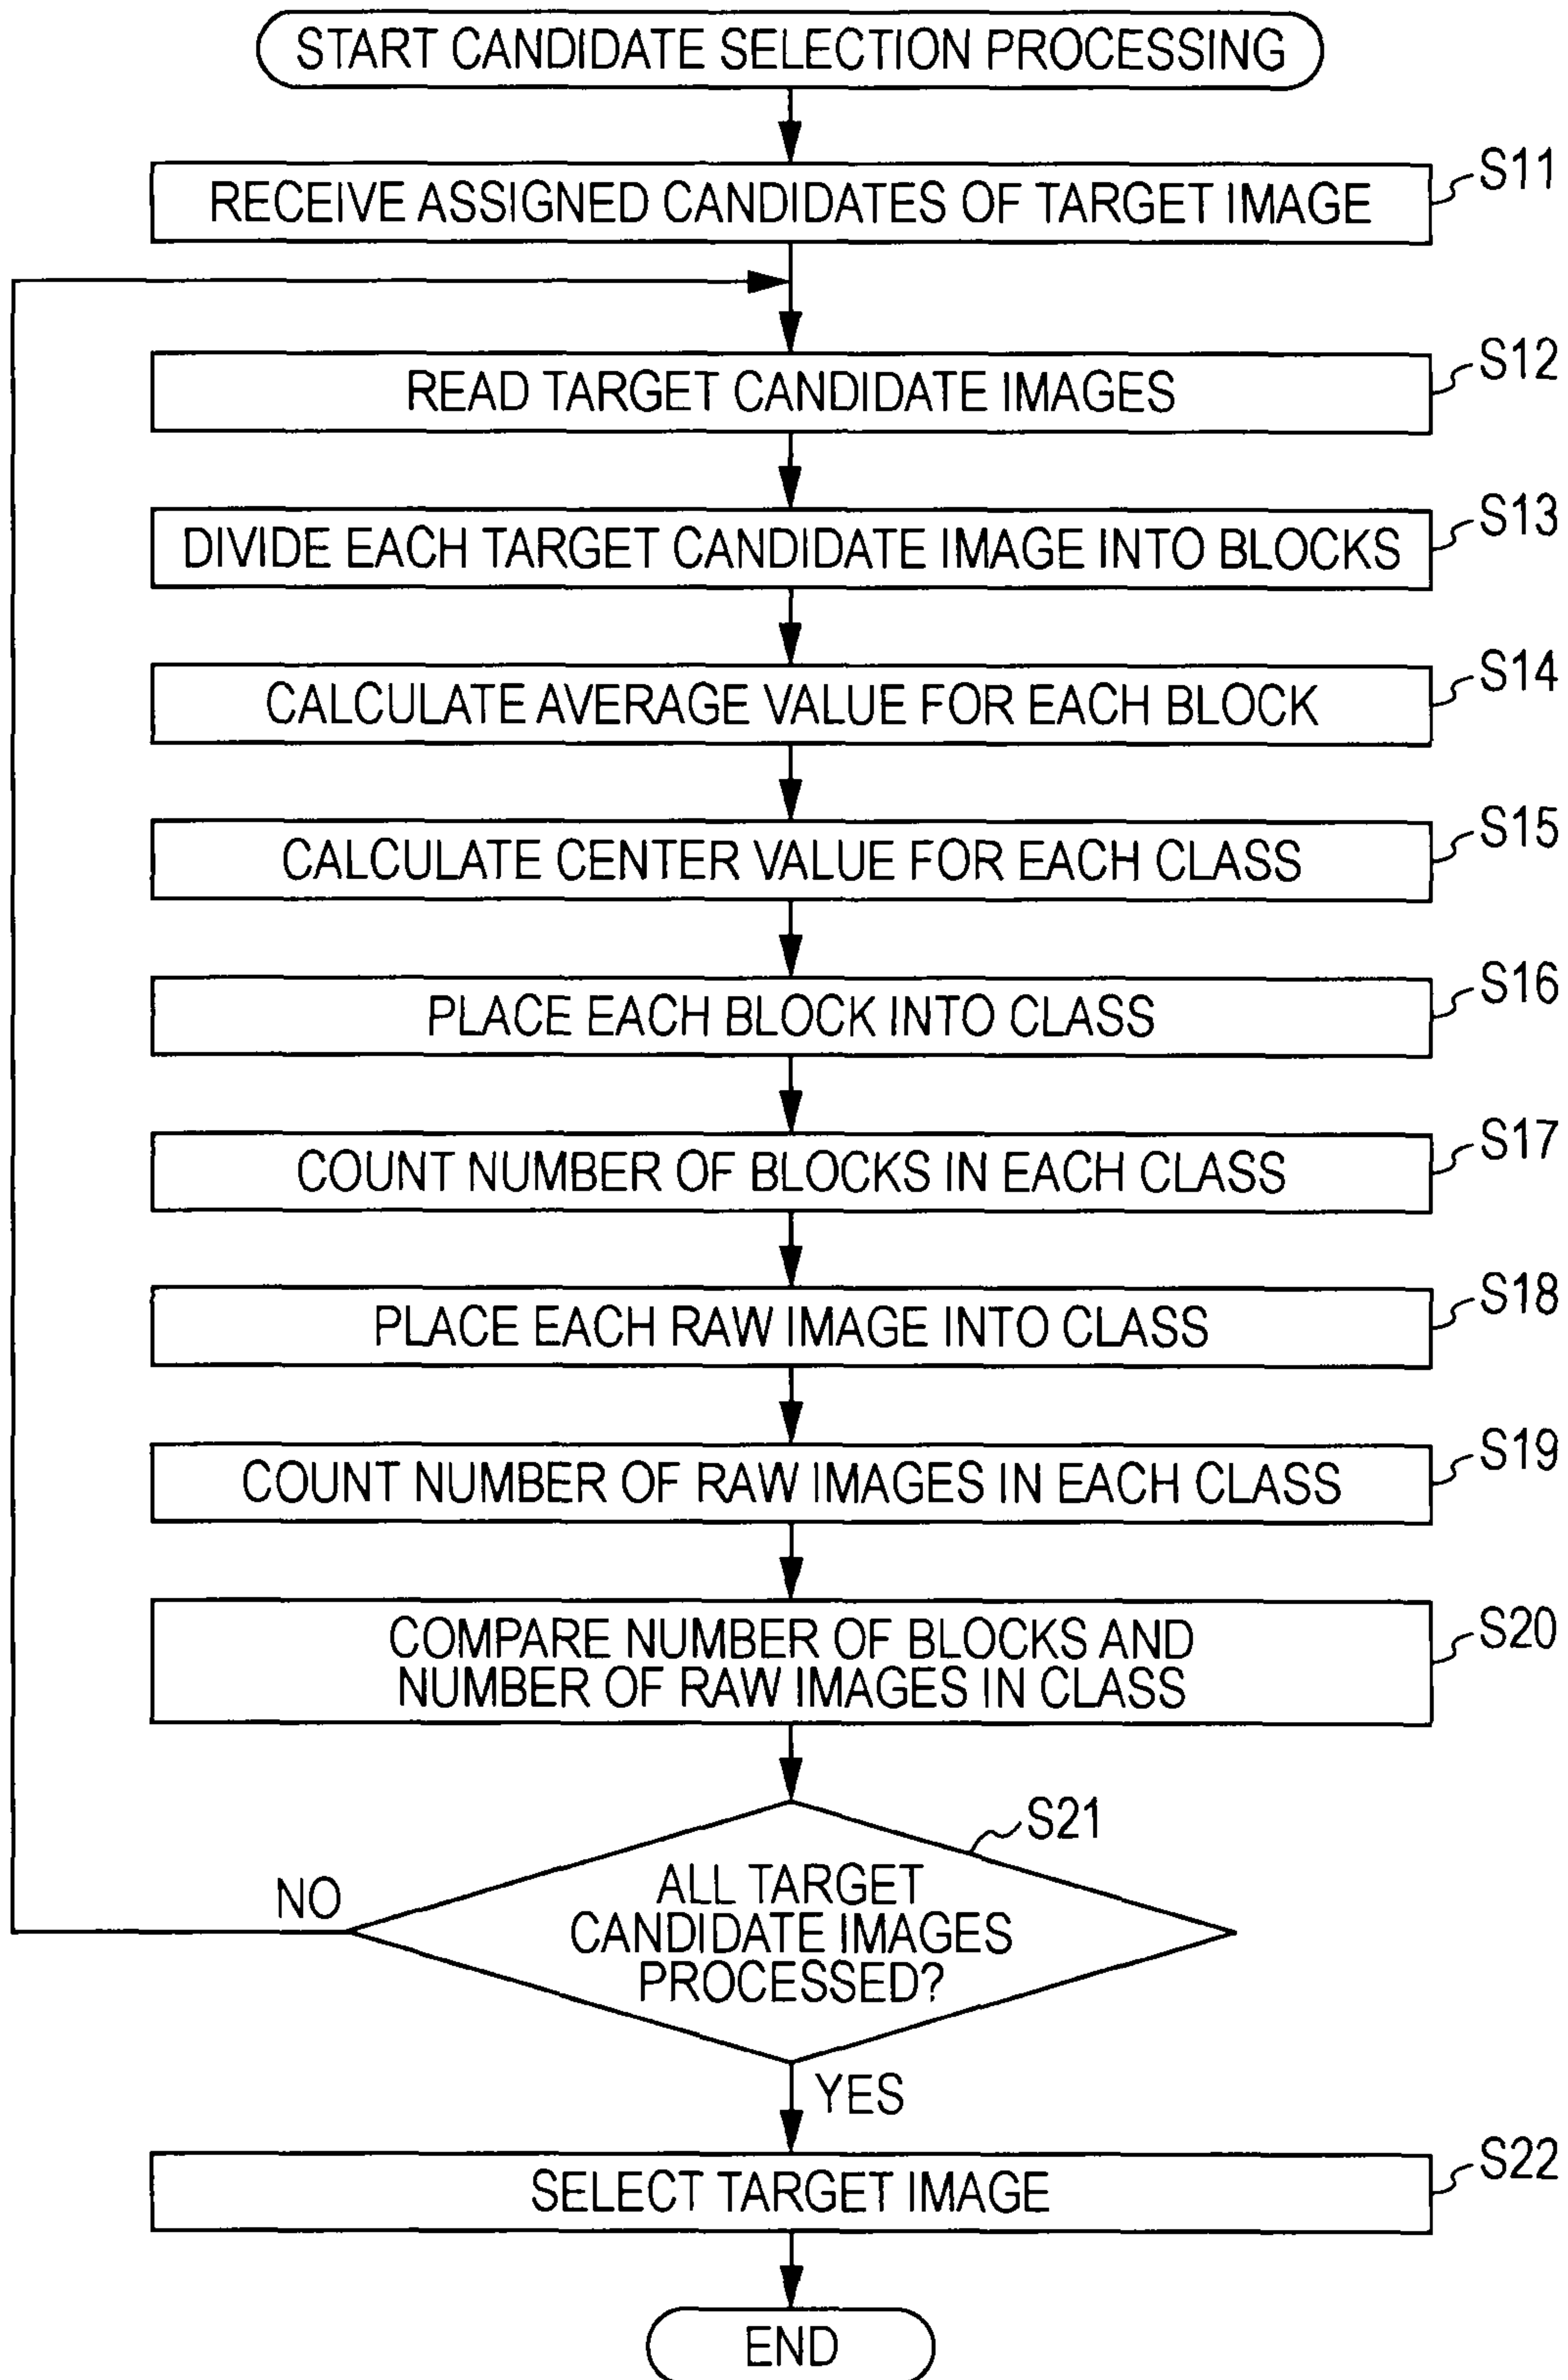 START CANDIDATE SELECTION PROCESSING
S11
RECEIVE ASSIGNED CANDIDATES OF TARGET IMAGE
S12
READ TARGET CANDIDATE IMAGES
S13
DIVIDE EACH TARGET CANDIDATE IMAGE INTO BLOCKS
S14
CALCULATE AVERAGE VALUE FOR EACH BLOCK
S15
CALCULATE CENTER VALUE FOR EACH CLASS
S16
PLACE EACH BLOCK INTO CLASS
S17
COUNT NUMBER OF BLOCKS IN EACH CLASS
S18
PLACE EACH RAW IMAGE INTO CLASS
S19
COUNT NUMBER OF RAW IMAGES IN EACH CLASS
S20
COMPARE NUMBER OF BLOCKS AND
NUMBER OF RAW IMAGES IN CLASS
S21
ALL TARGET
CANDIDATE IMAGES
PROCESSED?
NO
YES
S22
SELECT TARGET IMAGE
END